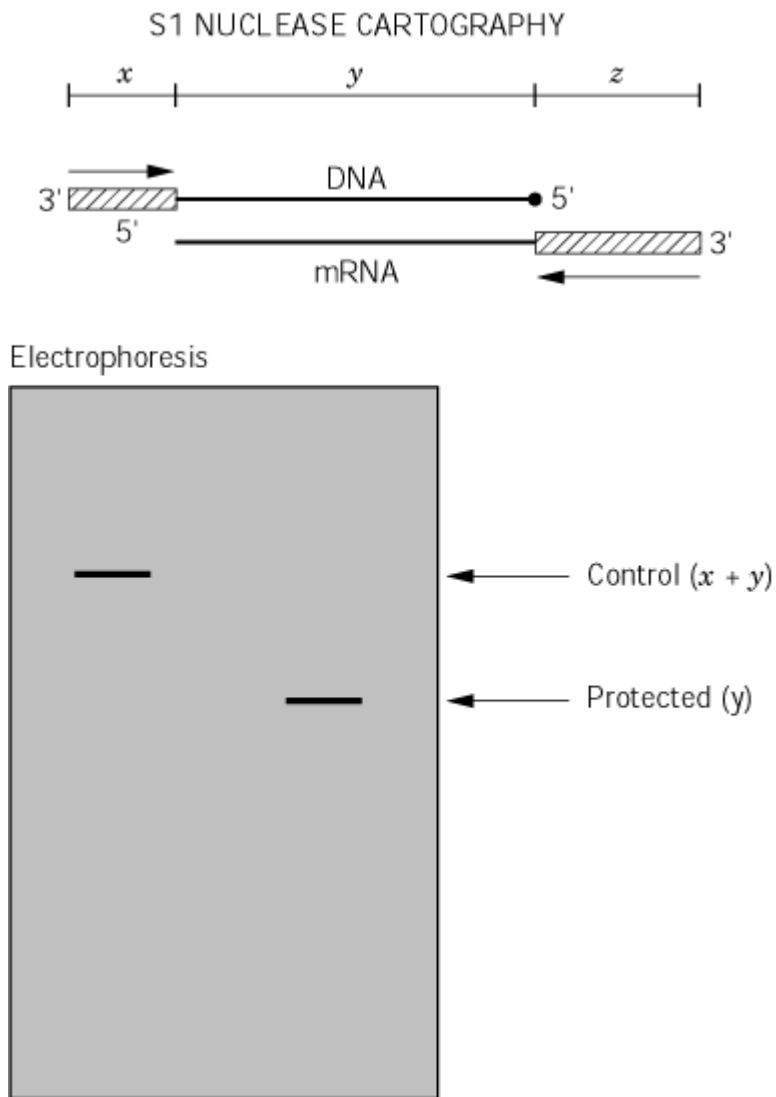 S1 NUCLEASE CARTOGRAPHY
x y z
3' DNA 5'
5'
mRNA 3'
Electrophoresis
Control (x + y)
Protected (y)